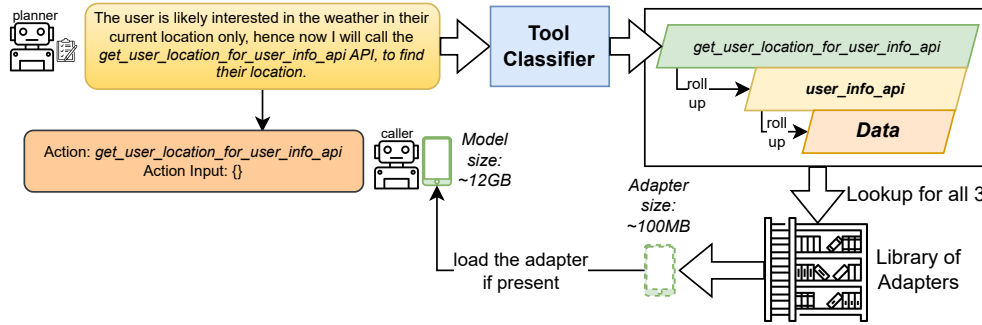 planner
The user is likely interested in the weather in their
current location only, hence now I will call the
get_user_location_for_user_info_api API, to find
their location.
Tool
Classifier
get_user_location_for_user_info_api
roll
up
user_info_api
roll
up
Data
Action: get_user_location_for_user_info_api
Action Input: {}
caller
Model
size:
~12GB
Adapter
size:
~100MB
Lookup for all 3
load the adapter
if present
Library of
Adapters